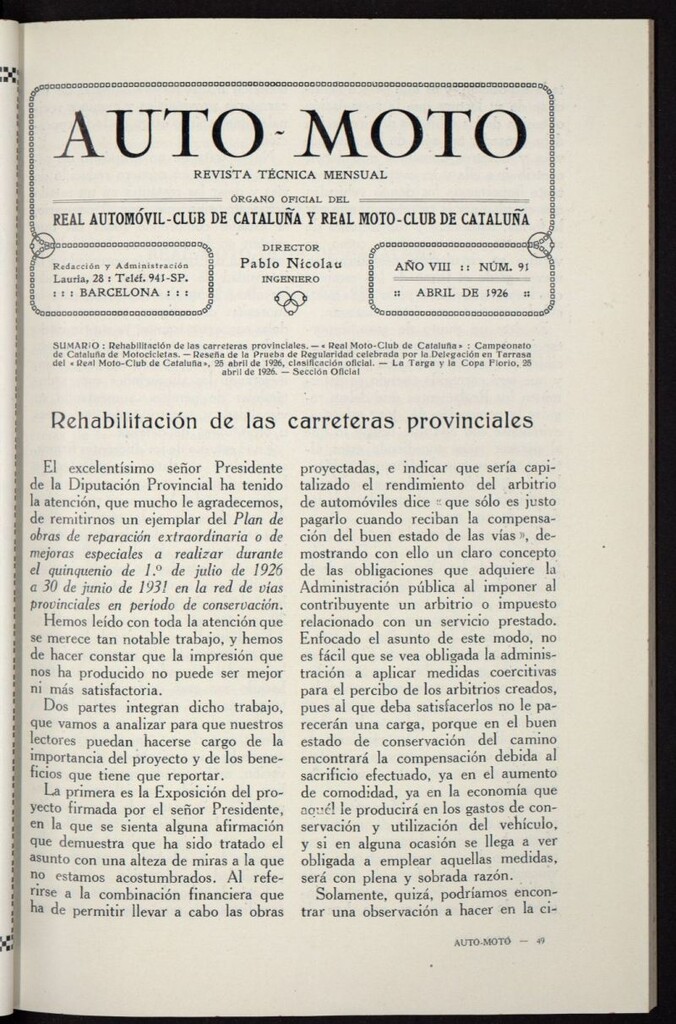 AUTO-MOTO
REVISTA TÉCNICA MENSUAL
ÓRGANO OFICIAL DEL
REAL AUTOMÓVIL-CLUB DE CATALUÑA Y REAL MOTO-CLUB DE CATALUÑA
Redacción y Administración
Lauria, 28 : Teléf. 941-SP.
: : : BARCELONA : : :
DIRECTOR
Pablo Nicolau
INGENIERO
AÑO VIII :: NÚM. 91
:: ABRIL DE 1926 ::
SUMARIO : Rehabilitación de las carreteras provinciales. — « Real Moto-Club de Cataluña » : Campeonato
de Cataluña de Motocicletas. — Reseña de la Prueba de Regularidad celebrada por la Delegación en Tarrasa
del « Real Moto-Club de Cataluña », 25 abril de 1926, clasificación oficial. — La Targa y la Copa Florio, 25
abril de 1926. — Sección Oficial
Rehabilitación de las carreteras provinciales
El excelentísimo señor Presidente
de la Diputación Provincial ha tenido
la atención, que mucho le agradecemos,
de remitirnos un ejemplar del Plan de
obras de reparación extraordinaria o de
mejoras especiales a realizar durante
el quinquenio de 1.º de julio de 1926
a 30 de junio de 1931 en la red de vías
provinciales en período de conservación.
Hemos leído con toda la atención que
se merece tan notable trabajo, y hemos
de hacer constar que la impresión que
nos ha producido no puede ser mejor
ni más satisfactoria.
Dos partes integran dicho trabajo,
que vamos a analizar para que nuestros
lectores puedan hacerse cargo de la
importancia del proyecto y de los bene-
ficios que tiene que reportar.
La primera es la Exposición del pro-
yecto firmada por el señor Presidente,
en la que se sienta alguna afirmación
que demuestra que ha sido tratado el
asunto con una alteza de miras a la que
no estamos acostumbrados. Al refe-
rirse a la combinación financiera que
ha de permitir llevar a cabo las obras
proyectadas, e indicar que sería capi-
talizado el rendimiento del arbitrio
de automóviles dice « que sólo es justo
pagarlo cuando reciban la compensa-
ción del buen estado de las vías », de-
mostrando con ello un claro concepto
de las obligaciones que adquiere la
Administración pública al imponer al
contribuyente un arbitrio o impuesto
relacionado con un servicio prestado.
Enfocado el asunto de este modo, no
es fácil que se vea obligada la adminis-
tración a aplicar medidas coercitivas
para el percibo de los arbitrios creados,
pues al que deba satisfacerlos no le pa-
recerán una carga, porque en el buen
estado de conservación del camino
encontrará la compensación debida al
sacrificio efectuado, ya en el aumento
de comodidad, ya en la economía que
aquél le producirá en los gastos de con-
servación y utilización del vehículo,
y si en alguna ocasión se llega a ver
obligada a emplear aquellas medidas,
será con plena y sobrada razón.
Solamente, quizá, podríamos encon-
trar una observación a hacer en la ci-
AUTO-MOTO — 49